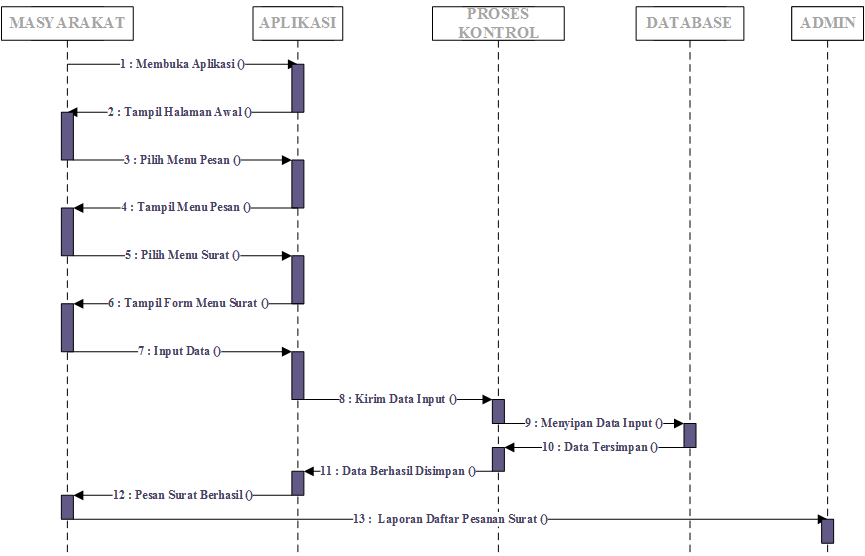 MASYARAKAT
APLIKASI
PROSES
KONTROL
DATABASE
ADMIN
1 : Membuka Aplikasi ()
2 : Tampil Halaman Awal ()
3 : Pilih Menu Pesan ()
4 : Tampil Menu Pesan ()
5 : Pilih Menu Surat ()
6 : Tampil Form Menu Surat ()
7 : Input Data ()
8 : Kirim Data Input ()
9 : Menyipan Data Input ()
10 : Data Tersimpan ()
11 : Data Berhasil Disimpan ()
12 : Pesan Surat Berhasil ()
13 : Laporan Daftar Pesanan Surat ()